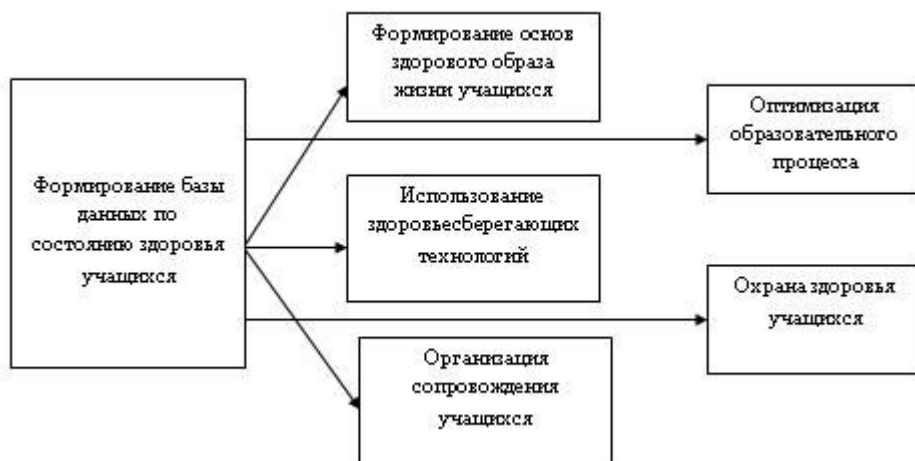 Формирование базы
данных по
состоянию здоровья
учащихся
Формирование основ
здорового образа
жизни учащихся
Использование
здоровьесберегающих
технологий
Организация
сопровождения
учащихся
Оптимизация
образовательного
процесса
Охрана здоровья
учащихся